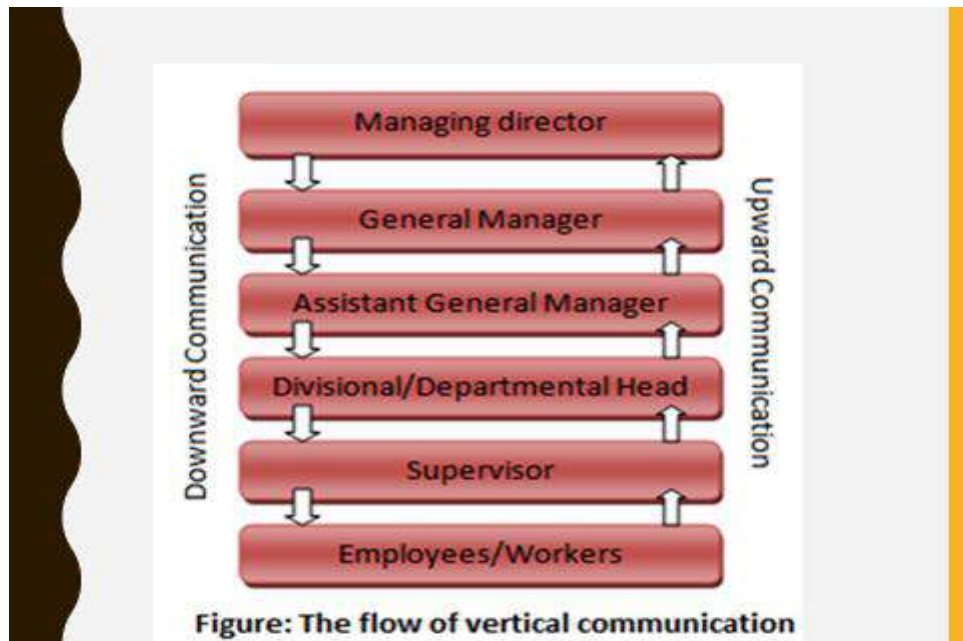 Managing director
General Manager
Assistant General Manager
Divisional/Departmental Head
Supervisor
Employees/Workers
Downward Communication
Upward Communication
Figure: The flow of vertical communication